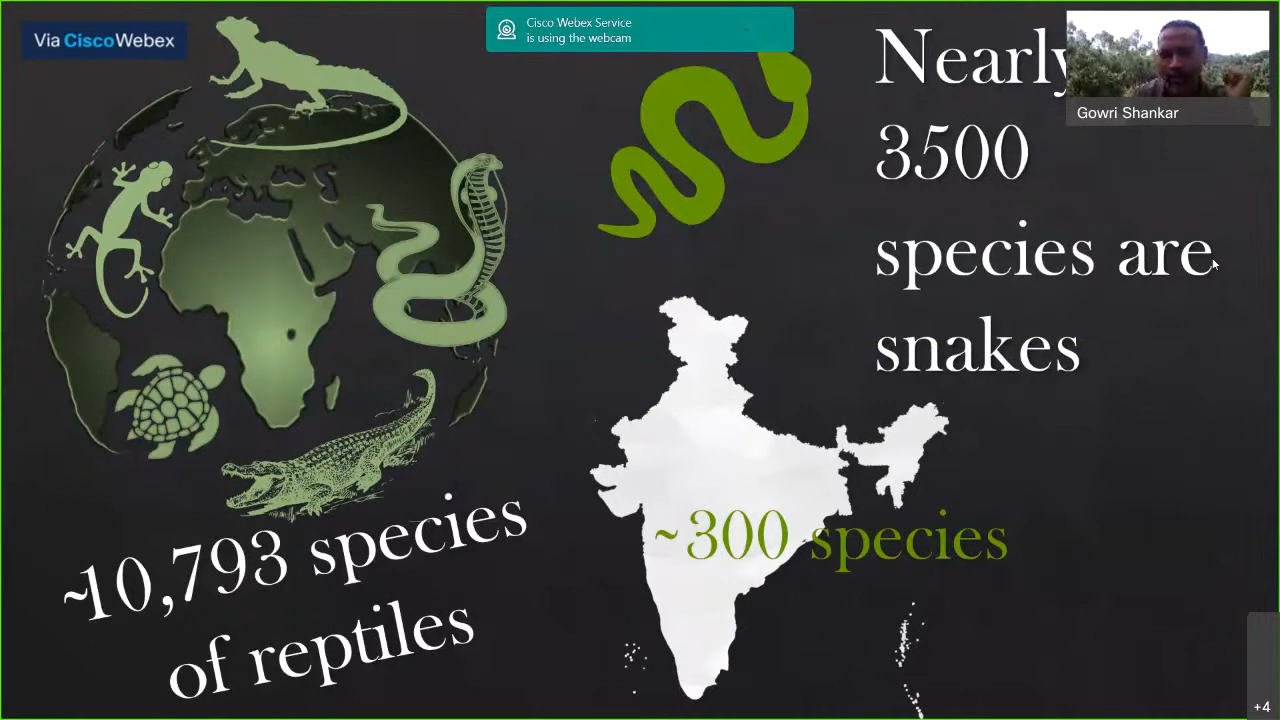 Via CiscoWebex
Cisco Webex Service
is using the webcam
Nearly
3500
species are
snakes
Gowri Shankar
~300 species
~10,793 species
of reptiles
+4